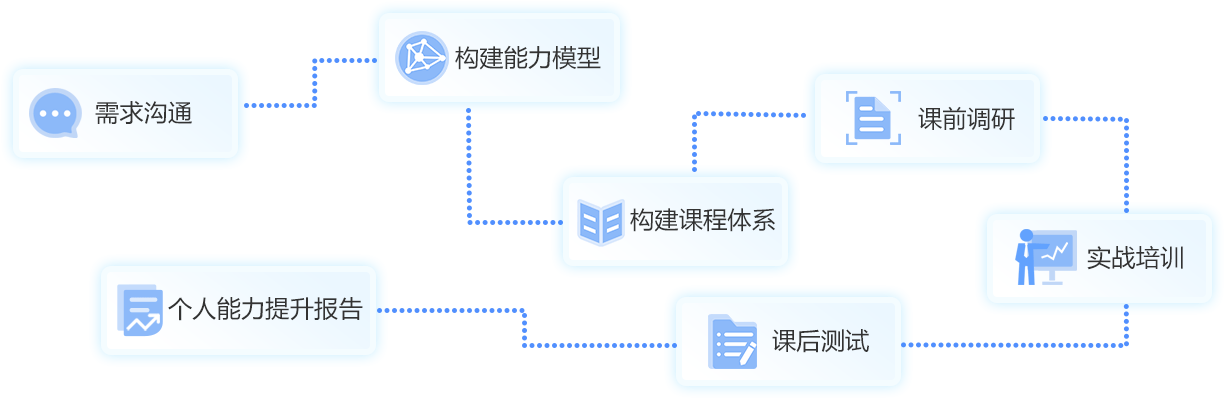 需求沟通
构建能力模型
构建课程体系
课前调研
实战培训
课后测试
个人能力提升报告